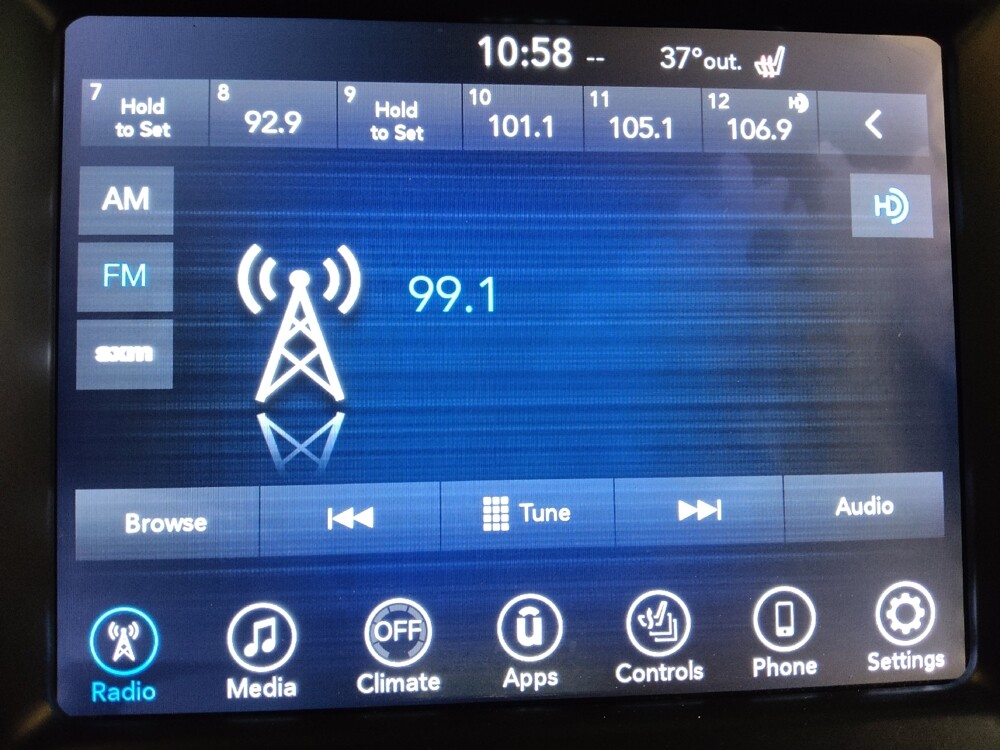 10:58 -- 37°out.
7 Hold to Set
8 92.9
9 Hold to Set
10 101.1
11 105.1
12 HD 106.9
AM
HD
FM
99.1
sxm
Browse
Tune
Audio
OFF
u
Radio
Media
Climate
Apps
Controls
Phone
Settings